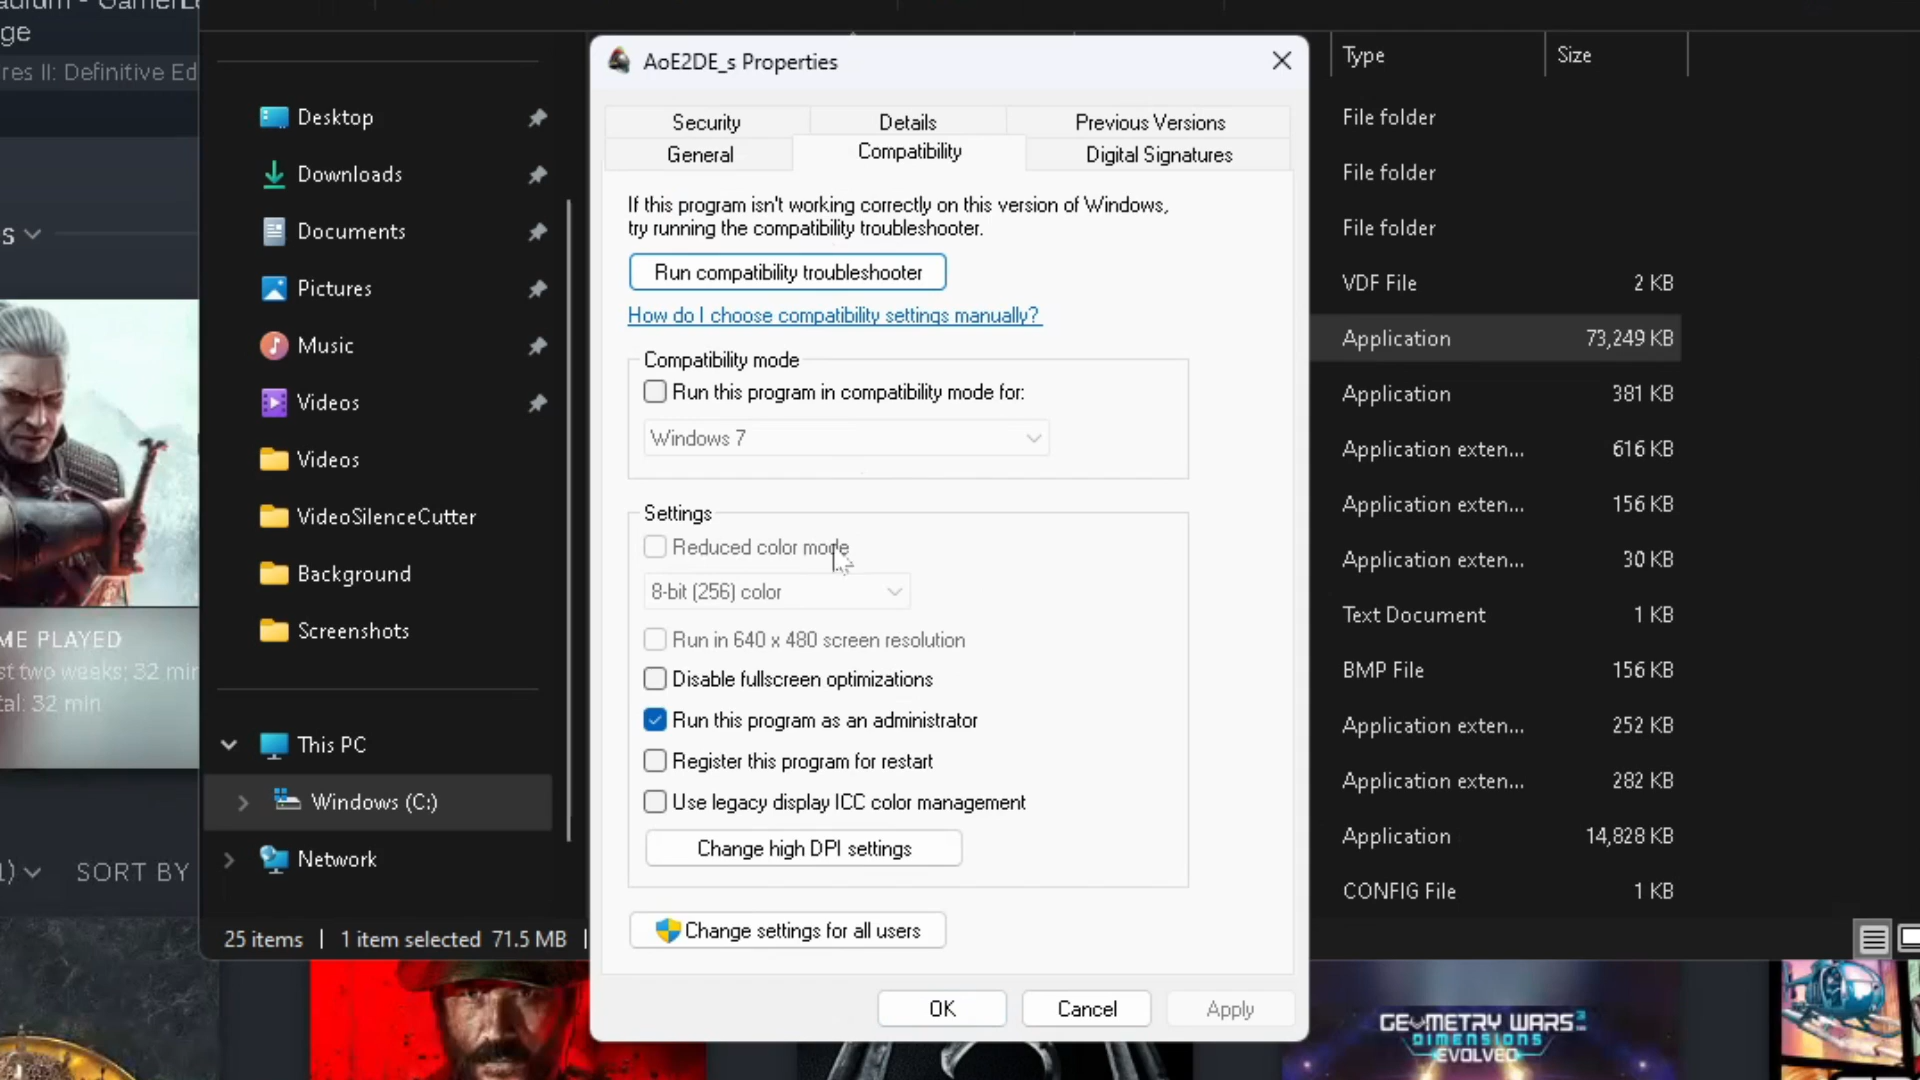 ge
res II: Definitive Ed
s
ME PLAYED
st two weeks: 32 min
tal: 32 min
1)
SORT BY
Desktop
Downloads
Documents
Pictures
Music
Videos
Videos
VideoSilenceCutter
Background
Screenshots
This PC
Windows (C:)
Network
25 items
1 item selected 71.5 MB
AoE2DE_s Properties
Security
Details
Previous Versions
General
Compatibility
Digital Signatures
If this program isn't working correctly on this version of Windows,
try running the compatibility troubleshooter.
Run compatibility troubleshooter
How do I choose compatibility settings manually?
Compatibility mode
Run this program in compatibility mode for:
Windows 7
Settings
Reduced color mode
8-bit (256) color
Run in 640 x 480 screen resolution
Disable fullscreen optimizations
Run this program as an administrator
Register this program for restart
Use legacy display ICC color management
Change high DPI settings
Change settings for all users
OK
Cancel
Apply
Type
Size
File folder
File folder
File folder
VDF File 2 KB
Application 73,249 KB
Application 381 KB
Application exten... 616 KB
Application exten... 156 KB
Application exten... 30 KB
Text Document 1 KB
BMP File 156 KB
Application exten... 252 KB
Application exten... 282 KB
Application 14,828 KB
CONFIG File 1 KB
GEOMETRY WARS 3
DIMENSIONS
EVOLVED